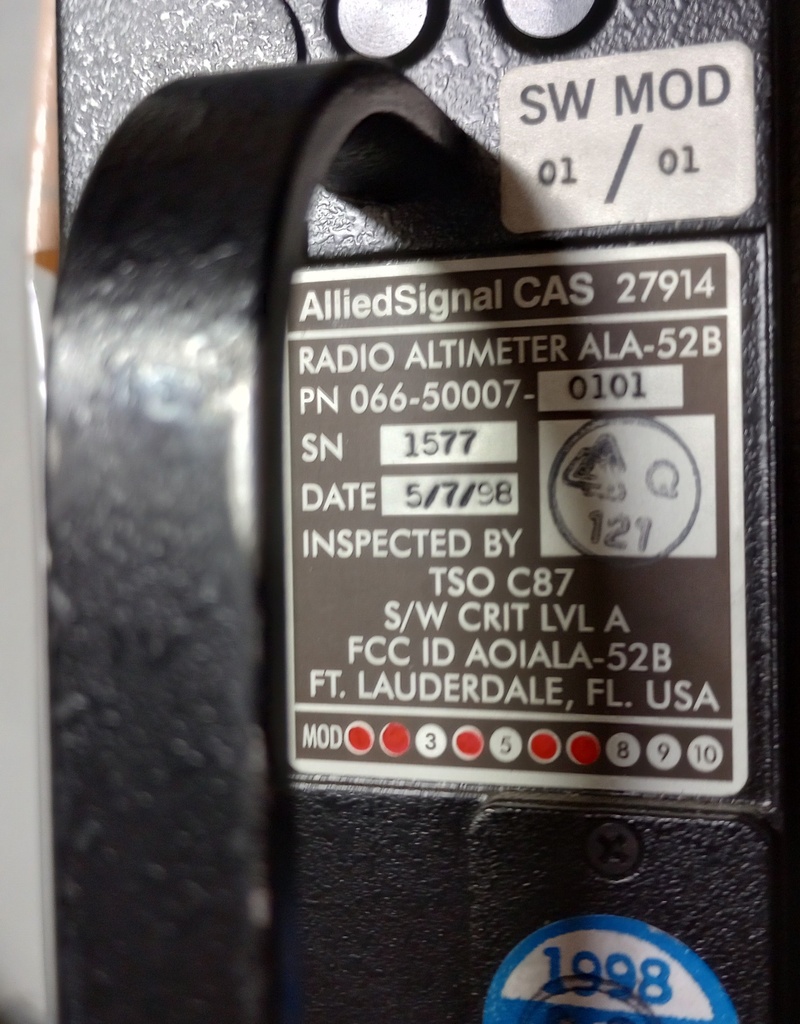 SW MOD
01 / 01
AlliedSignal CAS 27914
RADIO ALTIMETER ALA-52B
PN 066-50007-0101
SN 1577
DATE 5/7/98
Q
121
INSPECTED BY
TSO C87
S/W CRIT LVL A
FCC ID AOIALA-52B
FT. LAUDERDALE, FL. USA
MOD 3 5 8 9 10
1998